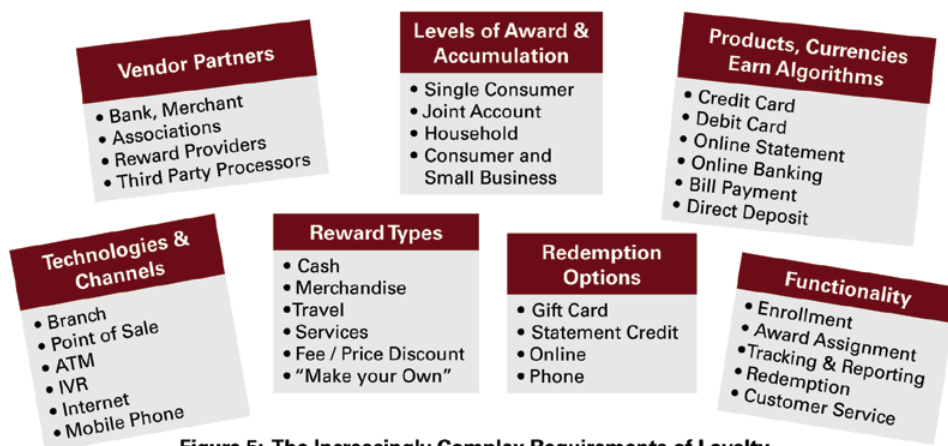 Vendor Partners
• Bank, Merchant
• Associations
• Reward Providers
• Third Party Processors
Levels of Award &
Accumulation
• Single Consumer
• Joint Account
• Household
• Consumer and
Small Business
Products, Currencies
Earn Algorithms
• Credit Card
• Debit Card
• Online Statement
• Online Banking
• Bill Payment
• Direct Deposit
Technologies &
Channels
• Branch
• Point of Sale
• ATM
• IVR
• Internet
• Mobile Phone
Reward Types
• Cash
• Merchandise
• Travel
• Services
• Fee / Price Discount
• “Make your Own”
Redemption
Options
• Gift Card
• Statement Credit
• Online
• Phone
Functionality
• Enrollment
• Award Assignment
• Tracking & Reporting
• Redemption
• Customer Service
Figure 5: The Increasingly Complex Requirements of Loyalty